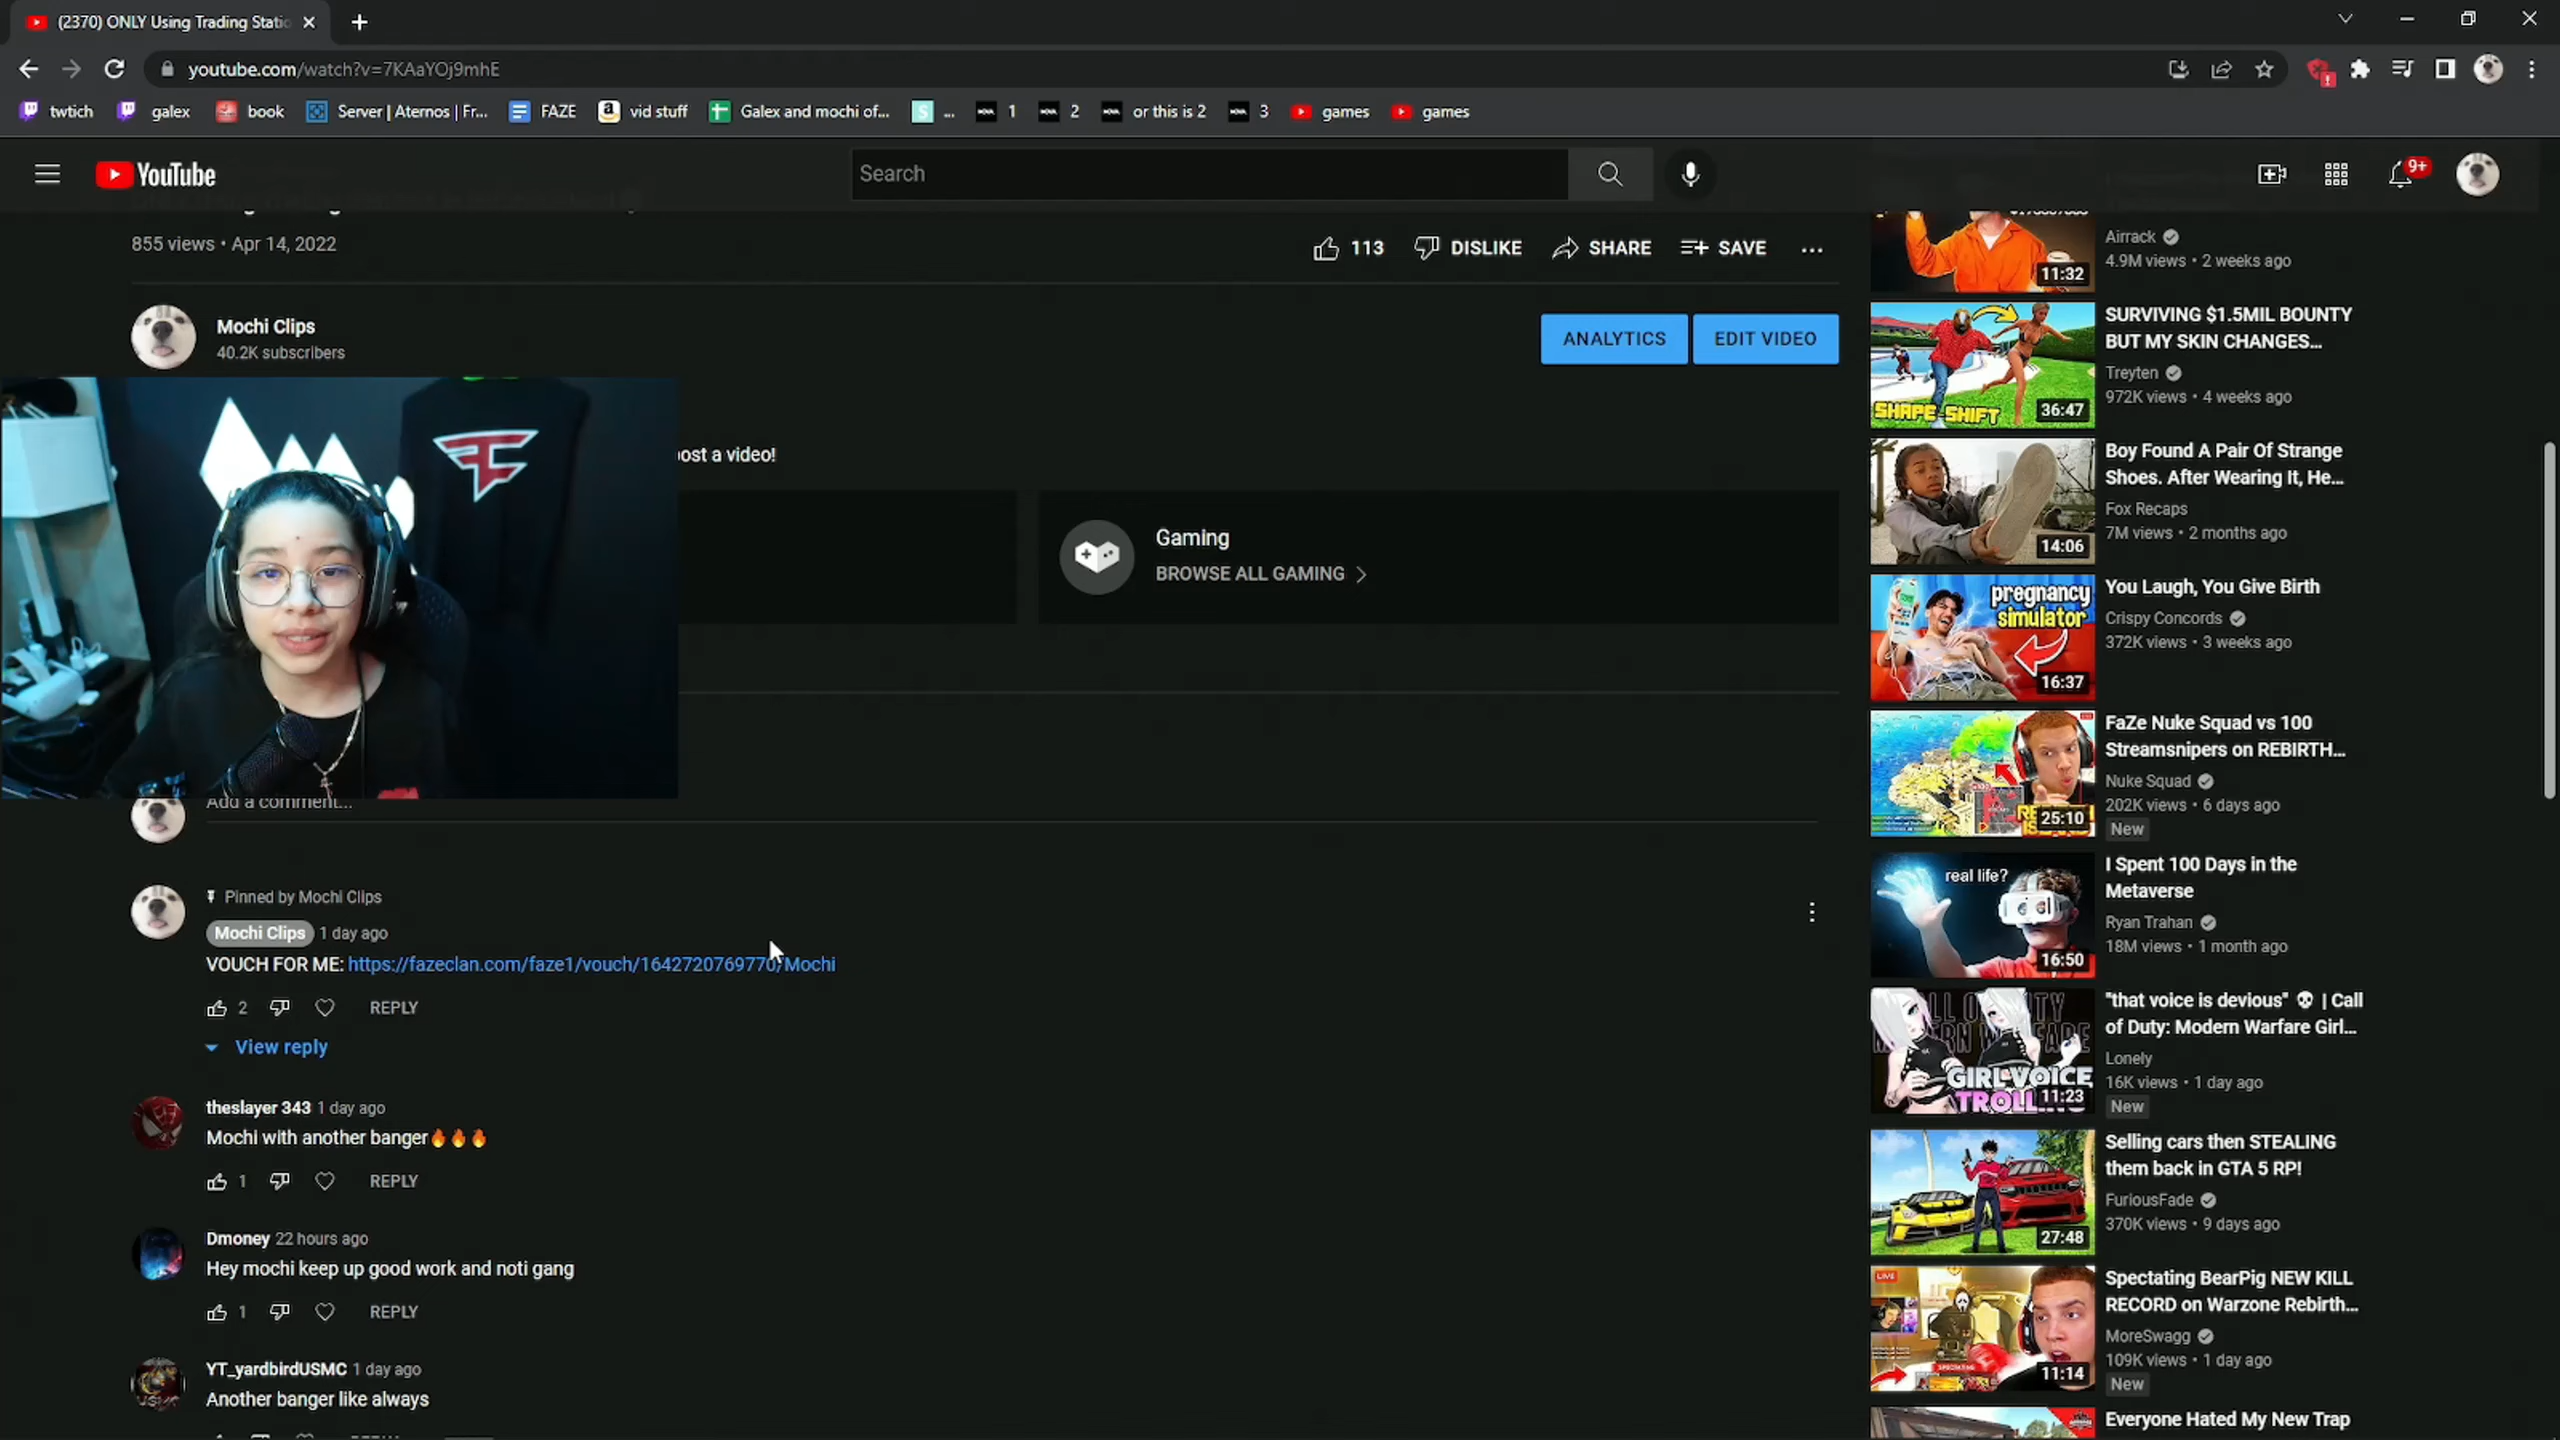 (2370) ONLY Using Trading Static
youtube.com/watch?v=7KAaYOj9mhE
twtich
galex
book
Server | Aternos | Fr...
FAZE
vid stuff
Galex and mochi of...
...
1
2
or this is 2
3
games
games
YouTube
Search
9+
855 views • Apr 14, 2022
113
DISLIKE
SHARE
SAVE
Mochi Clips
40.2K subscribers
ANALYTICS
EDIT VIDEO
post a video!
Gaming
BROWSE ALL GAMING
Add a comment...
Pinned by Mochi Clips
Mochi Clips 1 day ago
VOUCH FOR ME: https://fazeclan.com/faze1/vouch/1642720769770/Mochi
2
REPLY
View reply
theslayer 343 1 day ago
Mochi with another banger🔥🔥🔥
1
REPLY
Dmoney 22 hours ago
Hey mochi keep up good work and noti gang
1
REPLY
YT_yardbirdUSMC 1 day ago
Another banger like always
11:32
Airrack
4.9M views • 2 weeks ago
SHAPE-SHIFT
36:47
SURVIVING $1.5MIL BOUNTY
BUT MY SKIN CHANGES...
Treyten
972K views • 4 weeks ago
14:06
Boy Found A Pair Of Strange
Shoes. After Wearing It, He...
Fox Recaps
7M views • 2 months ago
pregnancy
simulator
16:37
You Laugh, You Give Birth
Crispy Concords
372K views • 3 weeks ago
25:10
FaZe Nuke Squad vs 100
Streamsnipers on REBIRTH...
Nuke Squad
202K views • 6 days ago
New
real life?
16:50
I Spent 100 Days in the
Metaverse
Ryan Trahan
18M views • 1 month ago
GIRL VOICE
11:23
"that voice is devious" 💀 | Call
of Duty: Modern Warfare Girl...
Lonely
16K views • 1 day ago
New
27:48
Selling cars then STEALING
them back in GTA 5 RP!
FuriousFade
370K views • 9 days ago
LIVE
11:14
Spectating BearPig NEW KILL
RECORD on Warzone Rebirth...
MoreSwagg
109K views • 1 day ago
New
Everyone Hated My New Trap